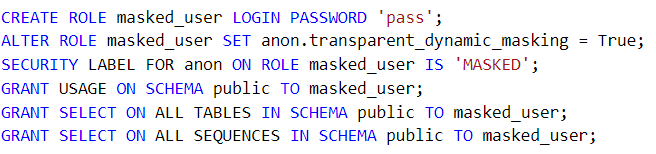 CREATE ROLE masked_user LOGIN PASSWORD 'pass';
ALTER ROLE masked_user SET anon.transparent_dynamic_masking = True;
SECURITY LABEL FOR anon ON ROLE masked_user IS 'MASKED';
GRANT USAGE ON SCHEMA public TO masked_user;
GRANT SELECT ON ALL TABLES IN SCHEMA public TO masked_user;
GRANT SELECT ON ALL SEQUENCES IN SCHEMA public TO masked_user;